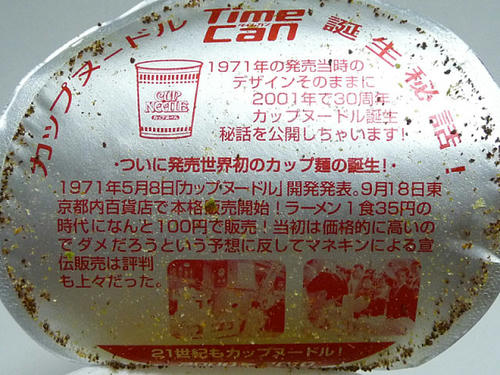 Time Can
タイム・カン
カップヌードル誕生秘話!
1971年の発売当時の
デザインそのままに
2001年で30周年。
カップヌードル誕生
秘話を公開しちゃいます!
CUP
NOODLE
カップヌードル
・ついに発売世界初のカップ麺の誕生!・
1971年5月8日「カップヌードル」開発発表。9月18日東
京都内百貨店で本格販売開始!ラーメン1食35円の
時代になんと100円で販売!当初は価格的に高いの
でダメだろうという予想に反してマネキンによる宣
伝販売は評判
も上々だった。
21世紀もカップヌードル!